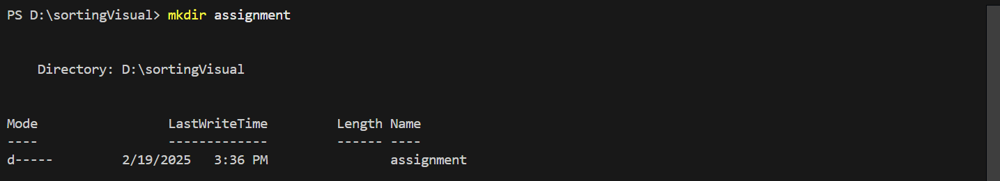 PS D:\sortingVisual> mkdir assignment
Directory: D:\sortingVisual
Mode                 LastWriteTime         Length Name
----                 -------------         ------ ----
d-----         2/19/2025   3:36 PM                assignment